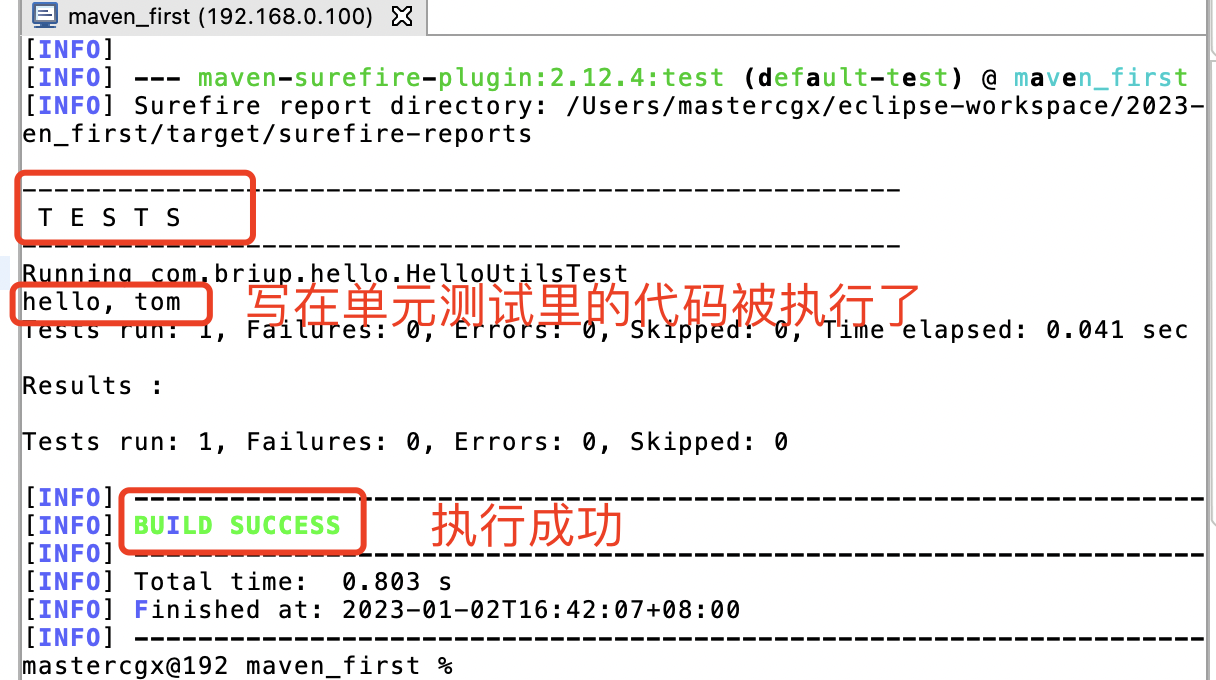 maven_first (192.168.0.100)
[INFO]
[INFO] --- maven-surefire-plugin:2.12.4:test (default-test) @ maven_first
[INFO] Surefire report directory: /Users/mastercgx/eclipse-workspace/2023-
en_first/target/surefire-reports
-------------------------------------------------------
T E S T S
-------------------------------------------------------
Running com.briup.hello.HelloUtilsTest
hello, tom 写在单元测试里的代码被执行了
Tests run: 1, Failures: 0, Errors: 0, Skipped: 0, Time elapsed: 0.041 sec
Results :
Tests run: 1, Failures: 0, Errors: 0, Skipped: 0
[INFO] -------------------------------------------------------------------
[INFO] BUILD SUCCESS 执行成功
[INFO] -------------------------------------------------------------------
[INFO] Total time:  0.803 s
[INFO] Finished at: 2023-01-02T16:42:07+08:00
[INFO] -------------------------------------------------------------------
mastercgx@192 maven_first %